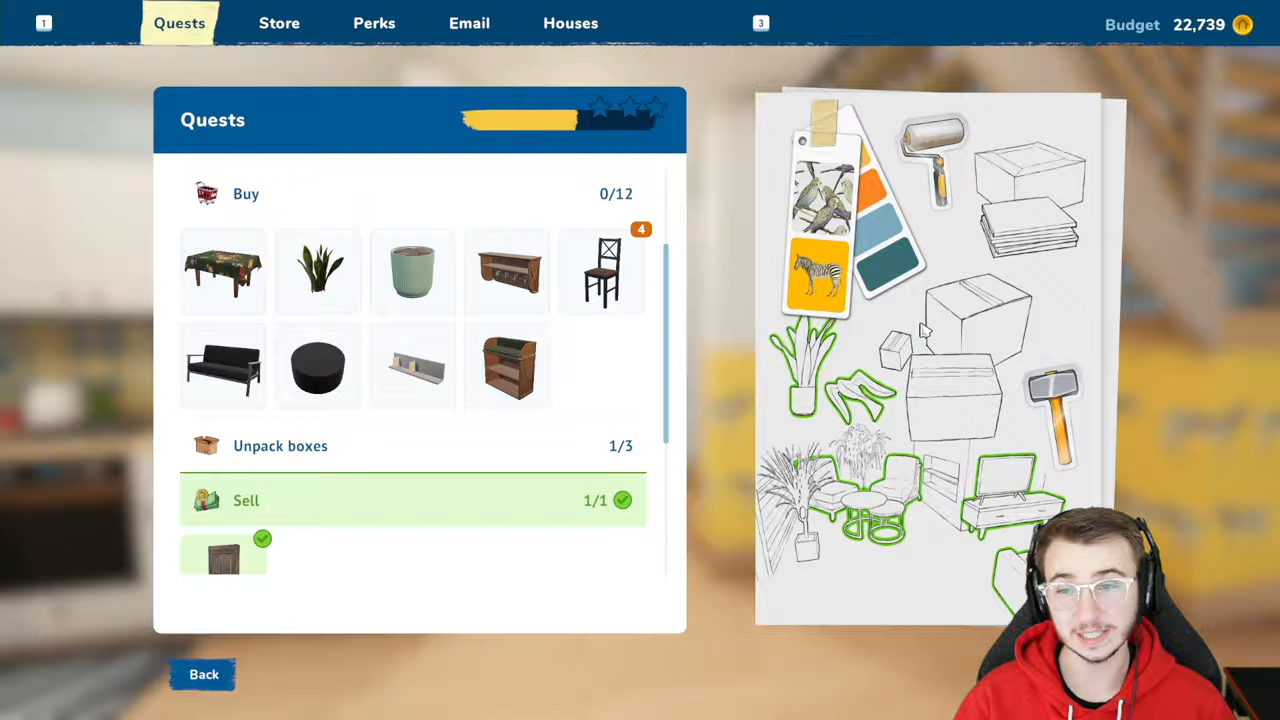 1
Quests
Store
Perks
Email
Houses
3
Budget 22,739
Quests
Buy 0/12
4
Unpack boxes 1/3
Sell 1/1
Back